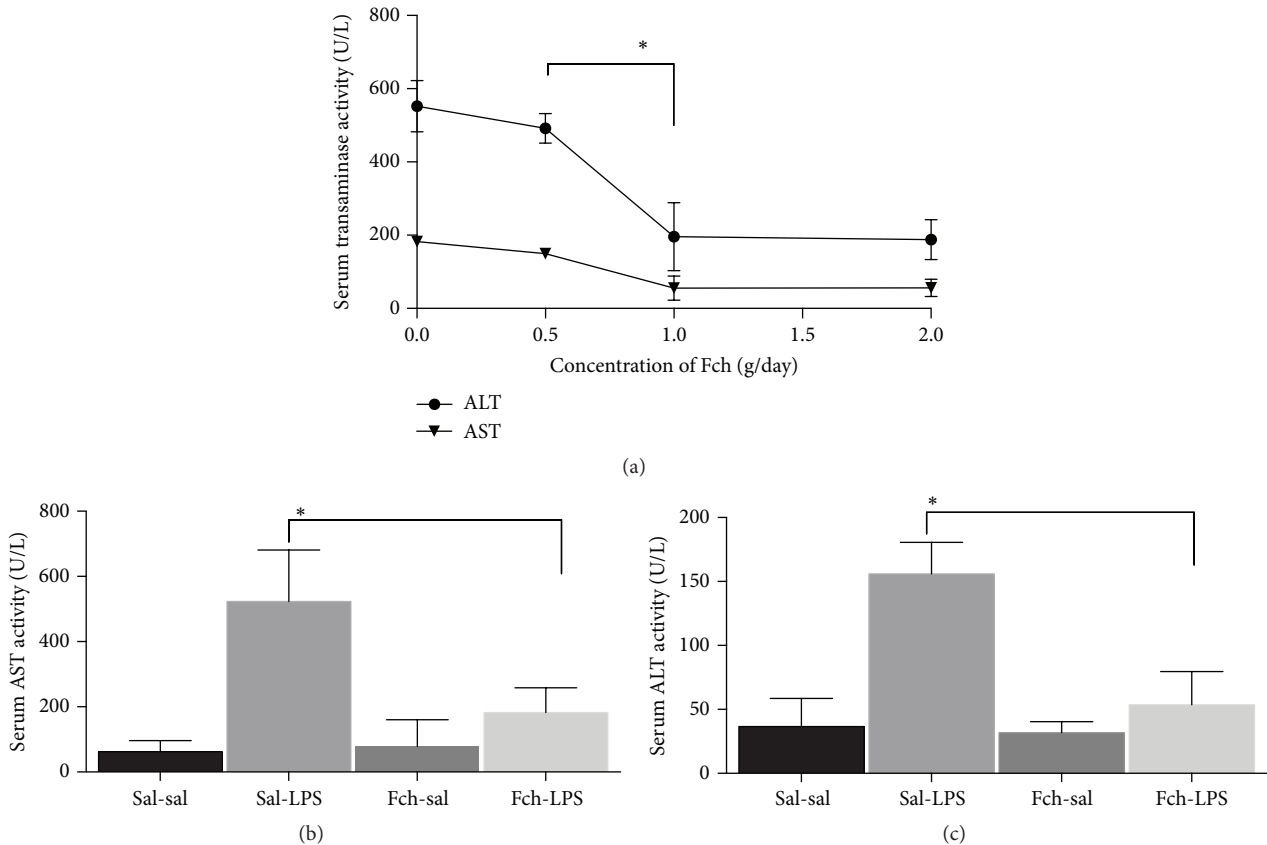 Serum transaminase activity (U/L)
800
600
400
200
0
*
0.0 0.5 1.0 1.5 2.0
Concentration of Fch (g/day)
ALT
AST
(a)
Serum AST activity (U/L)
800
600
400
200
0
*
Sal-sal Sal-LPS Fch-sal Fch-LPS
(b)
Serum ALT activity (U/L)
200
150
100
50
0
*
Sal-sal Sal-LPS Fch-sal Fch-LPS
(c)